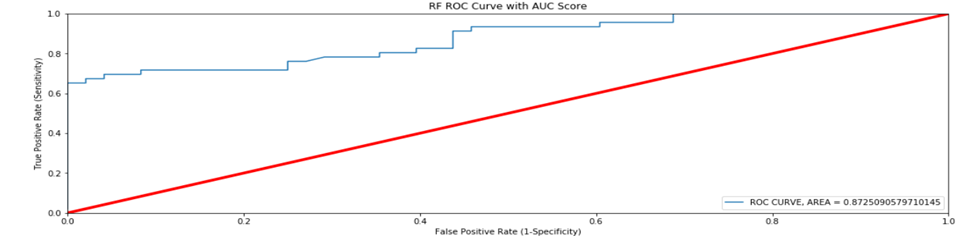 RF ROC Curve with AUC Score
1.0
0.8
0.6
0.4
0.2
0.0
True Positive Rate (Sensitivity)
ROC CURVE, AREA = 0.8725090579710145
0.0 0.2 0.4 0.6 0.8 1.0
False Positive Rate (1-Specificity)